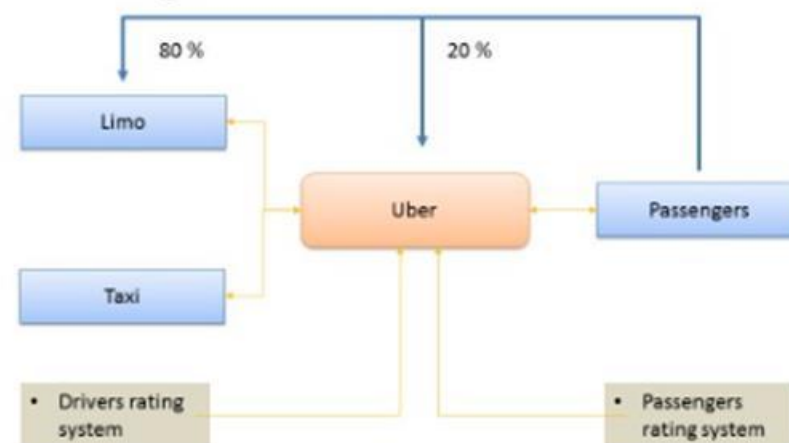 80 %
20 %
Limo
Uber
Passengers
Taxi
• Drivers rating
system
• Passengers
rating system